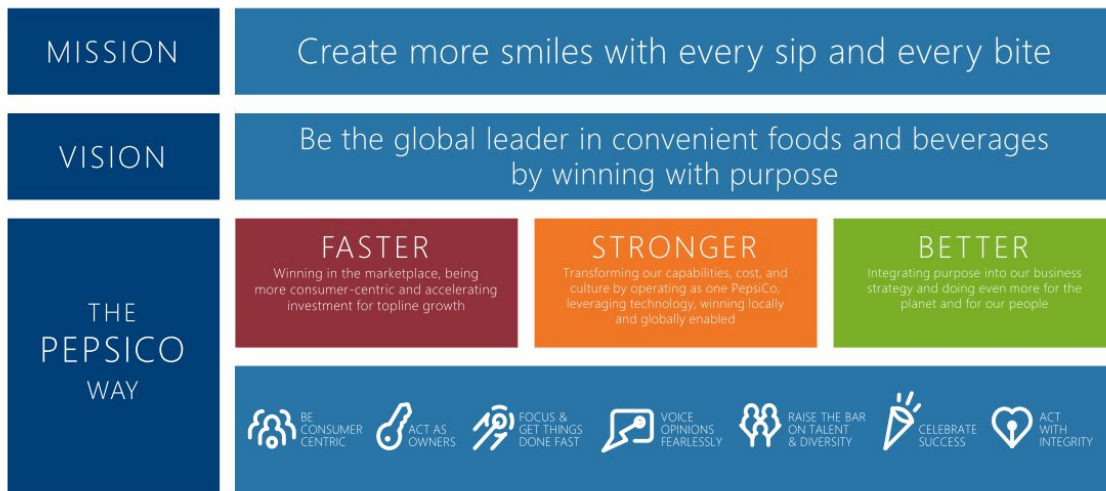 MISSION
Create more smiles with every sip and every bite
VISION
Be the global leader in convenient foods and beverages
by winning with purpose
THE
PEPSICO
WAY
FASTER
Winning in the marketplace, being
more consumer-centric and accelerating
investment for topline growth
STRONGER
Transforming our capabilities, cost, and
culture by operating as one PepsiCo,
leveraging technology, winning locally
and globally enabled
BETTER
Integrating purpose into our business
strategy and doing even more for the
planet and for our people
BE
CONSUMER
CENTRIC
ACT AS
OWNERS
FOCUS &
GET THINGS
DONE FAST
VOICE
OPINIONS
FEARLESSLY
RAISE THE BAR
ON TALENT
& DIVERSITY
CELEBRATE
SUCCESS
ACT
WITH
INTEGRITY